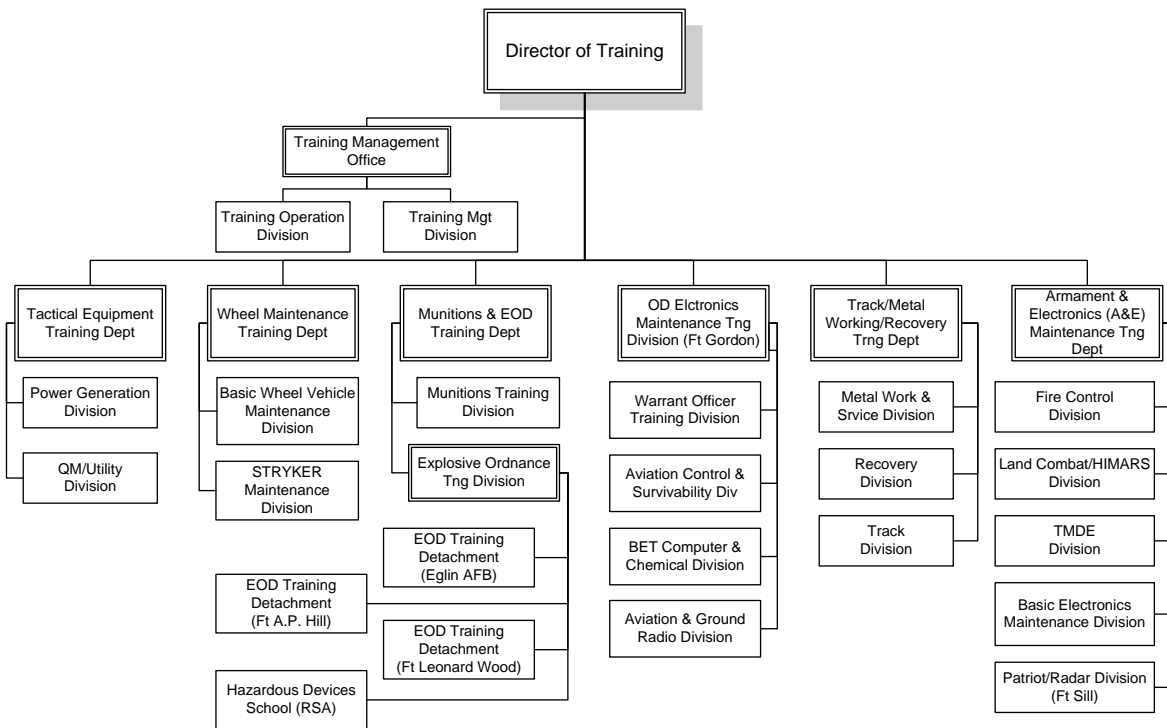 Director of Training
Training Management
Office
Training Operation
Division
Training Mgt
Division
Tactical Equipment
Training Dept
Power Generation
Division
QM/Utility
Division
Wheel Maintenance
Training Dept
Basic Wheel Vehicle
Maintenance
Division
STRYKER
Maintenance
Division
Munitions & EOD
Training Dept
Munitions Training
Division
Explosive Ordnance
Tng Division
EOD Training
Detachment
(Eglin AFB)
EOD Training
Detachment
(Ft A.P. Hill)
EOD Training
Detachment
(Ft Leonard Wood)
Hazardous Devices
School (RSA)
OD Elctronics
Maintenance Tng
Division (Ft Gordon)
Warrant Officer
Training Division
Aviation Control &
Survivability Div
BET Computer &
Chemical Division
Aviation & Ground
Radio Division
Track/Metal
Working/Recovery
Trng Dept
Metal Work &
Srvice Division
Recovery
Division
Track
Division
Armament &
Electronics (A&E)
Maintenance Tng
Dept
Fire Control
Division
Land Combat/HIMARS
Division
TMDE
Division
Basic Electronics
Maintenance Division
Patriot/Radar Division
(Ft Sill)